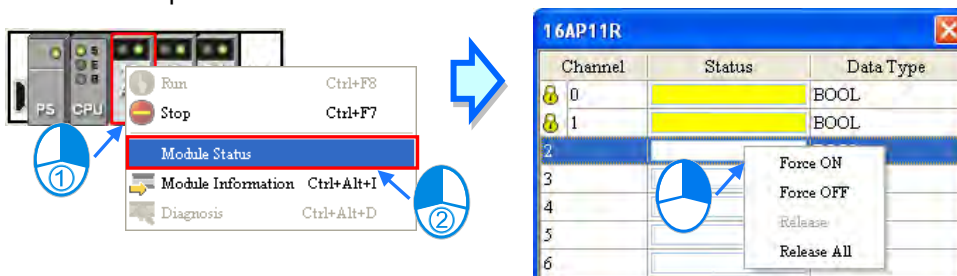 PS
CPU
Run Ctrl+F8
Stop Ctrl+F7
Module Status
Module Information Ctrl+Alt+I
Diagnosis Ctrl+Alt+D
①
②
16AP11R
Channel Status Data Type
0 BOOL
1 BOOL
2
3
4
5
6
Force ON
Force OFF
Release
Release All